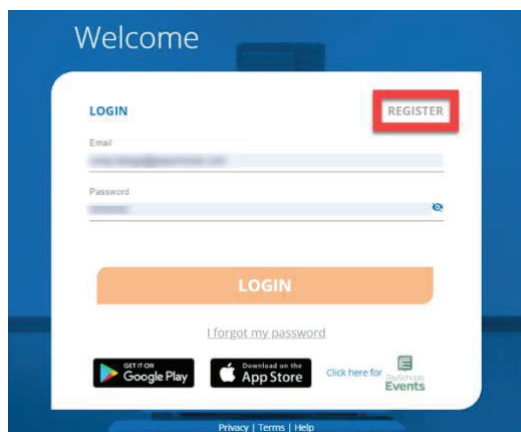 Welcome
LOGIN
REGISTER
Email
Password
LOGIN
I forgot my password
GET IT ON
Google Play
Download on the
App Store
Click here for
PaySchools
Events
Privacy | Terms | Help